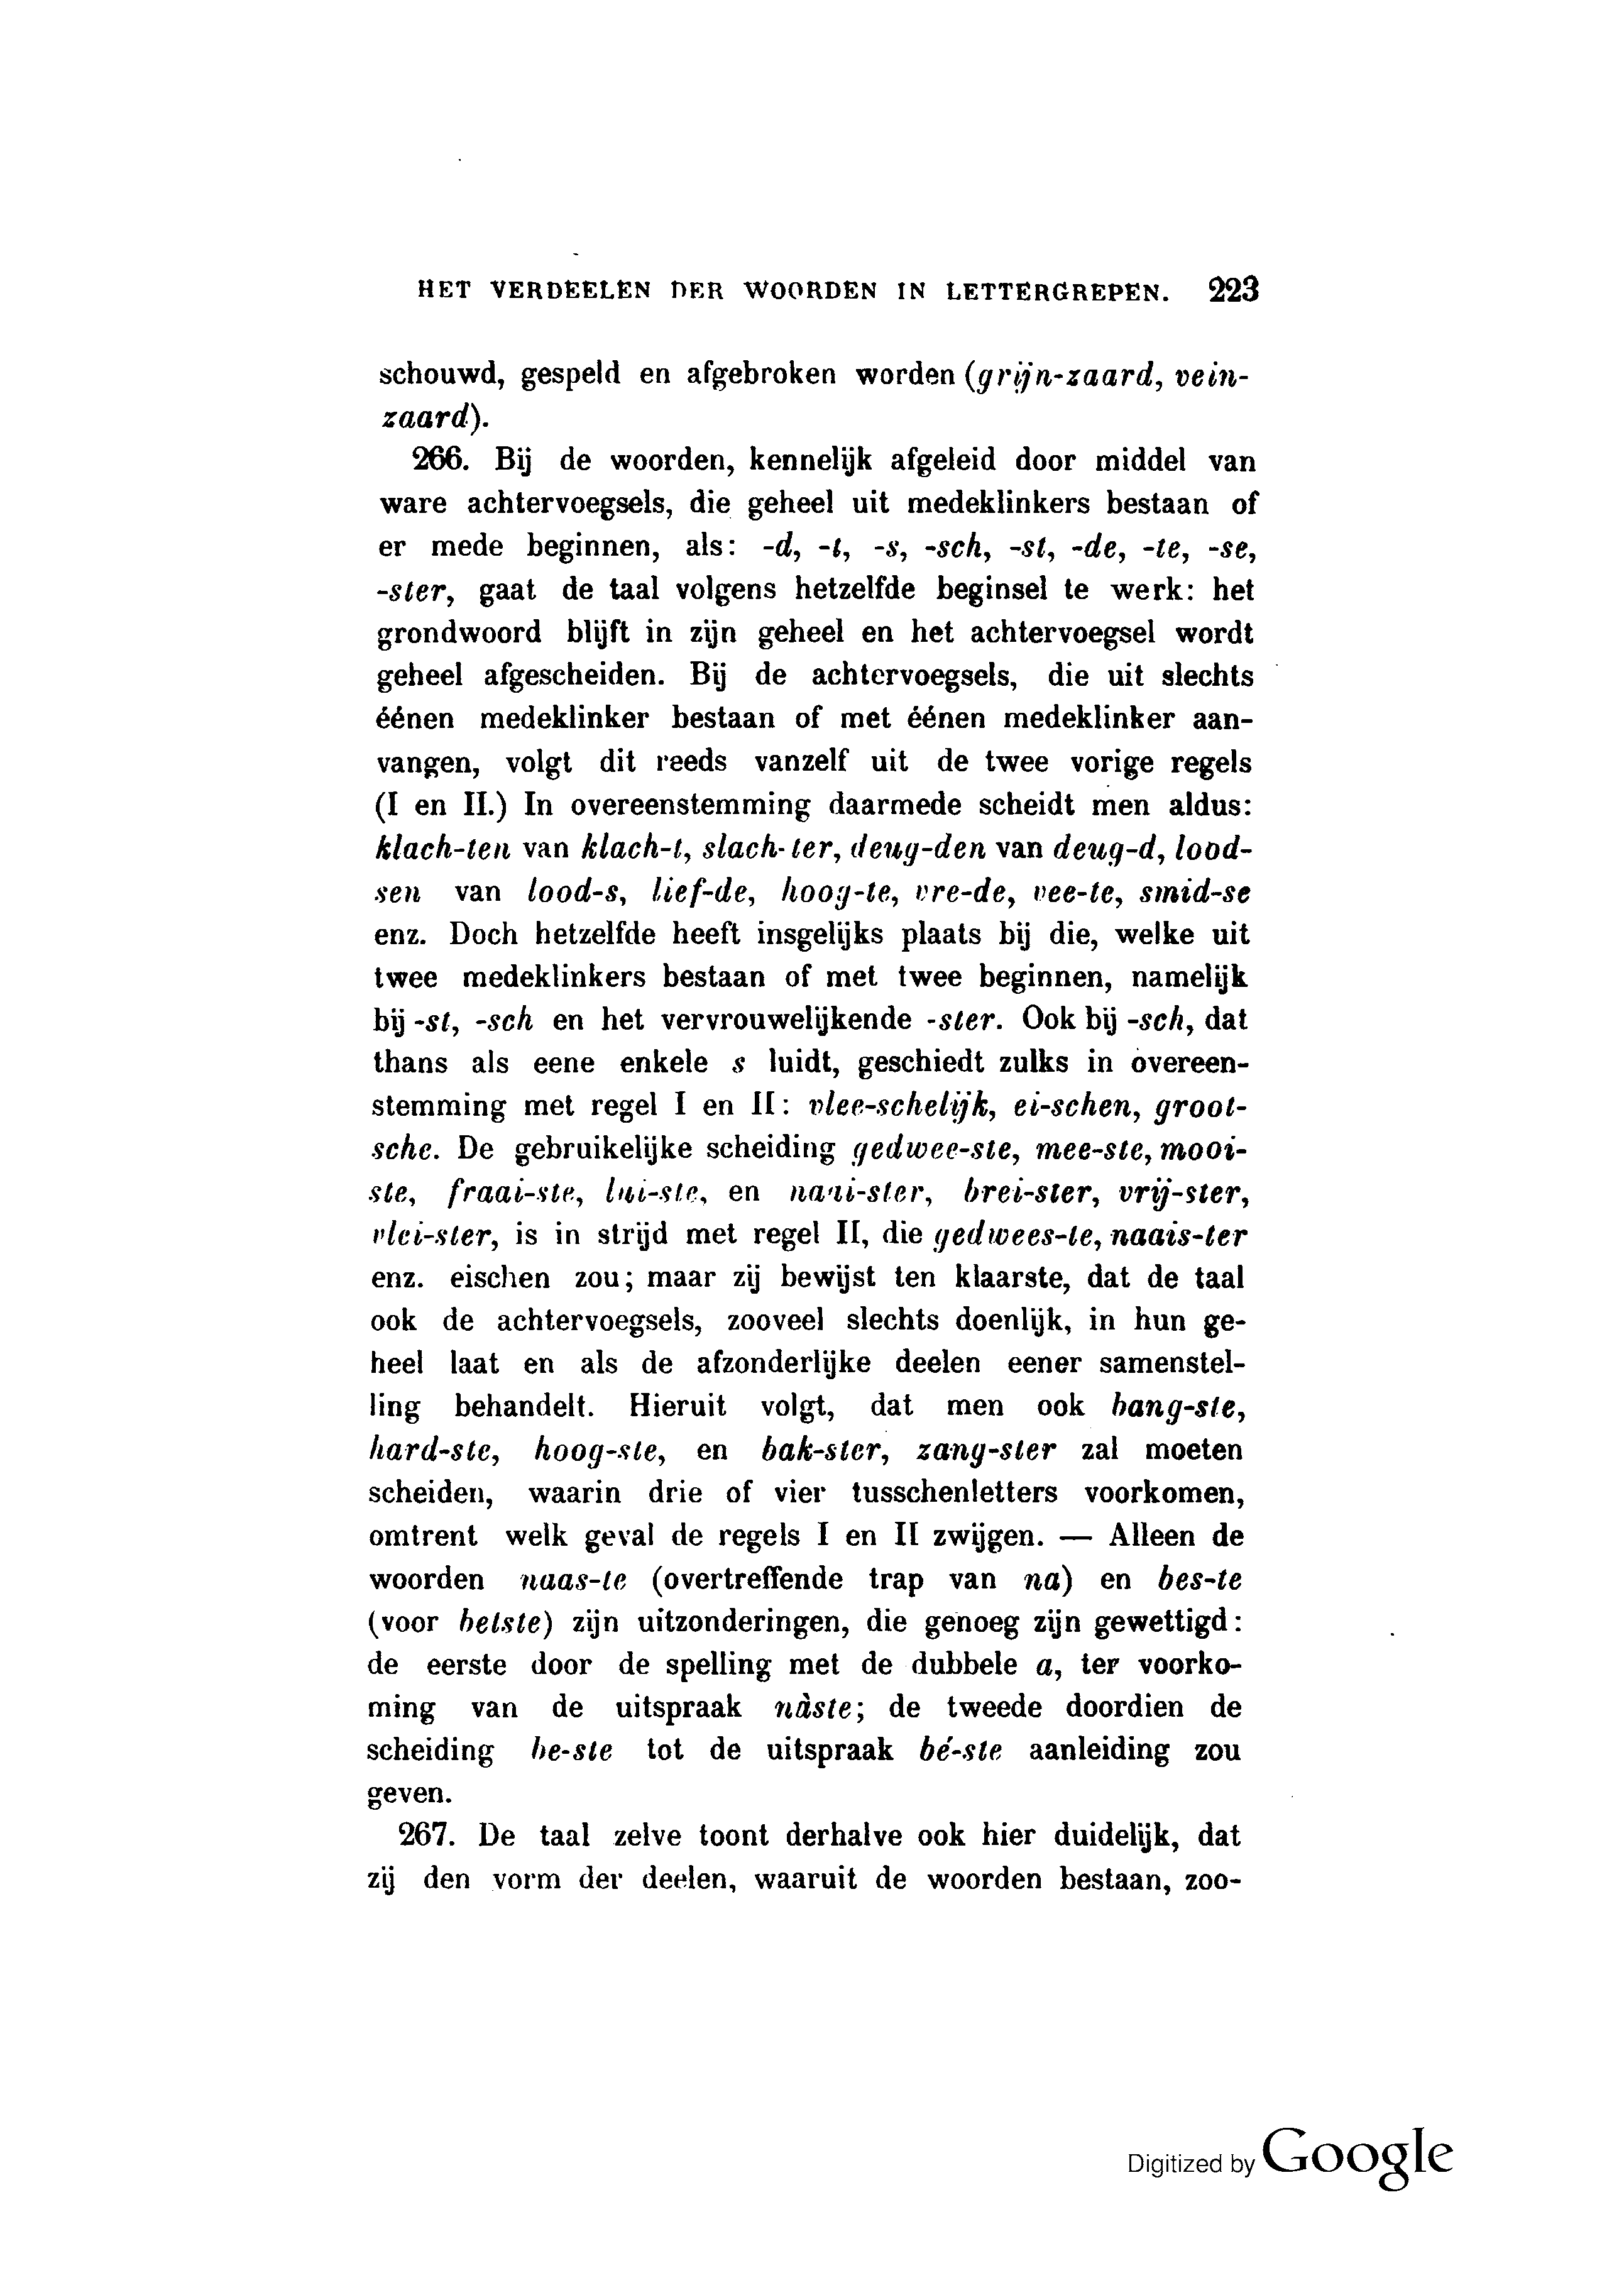 HET VERDEELEN DER WOORDEN IN LETTERGREPEN. 223
schouwd, gespeld en afgebroken worden (grijn-zaard, vein-
zaard).
266. Bij de woorden, kennelijk afgeleid door middel van
ware achtervoegsels, die geheel uit medeklinkers bestaan of
er mede beginnen, als: -d, -t, -s, -sch, -st, -de, -te, -se,
-ster, gaat de taal volgens hetzelfde beginsel te werk: het
grondwoord blijft in zijn geheel en het achtervoegsel wordt
geheel afgescheiden. Bij de achtervoegsels, die uit slechts
éénen medeklinker bestaan of met éénen medeklinker aan-
vangen, volgt dit reeds vanzelf uit de twee vorige regels
(I en II.) In overeenstemming daarmede scheidt men aldus:
klach-ten van klach-t, slach-ter, deug-den van deug-d, lood-
sen van lood-s, lief-de, hoog-te, vre-de, vee-te, smid-se
enz. Doch hetzelfde heeft insgelijks plaats bij die, welke uit
twee medeklinkers bestaan of met twee beginnen, namelijk
bij -st, -sch en het vervrouwelijkende -ster. Ook bij -sch, dat
thans als eene enkele s luidt, geschiedt zulks in overeen-
stemming met regel I en II: vlee-schelijk, ei-schen, groot-
sche. De gebruikelijke scheiding gedwee-ste, mee-ste, mooi-
ste, fraai-ste, lui-ste, en naai-ster, brei-ster, vrij-ster,
vlei-ster, is in strijd met regel II, die gedwees-te, naais-ter
enz. eischen zou; maar zij bewijst ten klaarste, dat de taal
ook de achtervoegsels, zooveel slechts doenlijk, in hun ge-
heel laat en als de afzonderlijke deelen eener samenstel-
ling behandelt. Hieruit volgt, dat men ook bang-ste,
hard-ste, hoog-ste, en bak-ster, zang-ster zal moeten
scheiden, waarin drie of vier tusschenletters voorkomen,
omtrent welk geval de regels I en II zwijgen. — Alleen de
woorden naas-te (overtreffende trap van na) en bes-te
(voor betste) zijn uitzonderingen, die genoeg zijn gewettigd:
de eerste door de spelling met de dubbele a, ter voorko-
ming van de uitspraak nàste; de tweede doordien de
scheiding be-ste tot de uitspraak bé-ste aanleiding zou
geven.
267. De taal zelve toont derhalve ook hier duidelijk, dat
zij den vorm der deelen, waaruit de woorden bestaan, zoo-
Digitized by Google